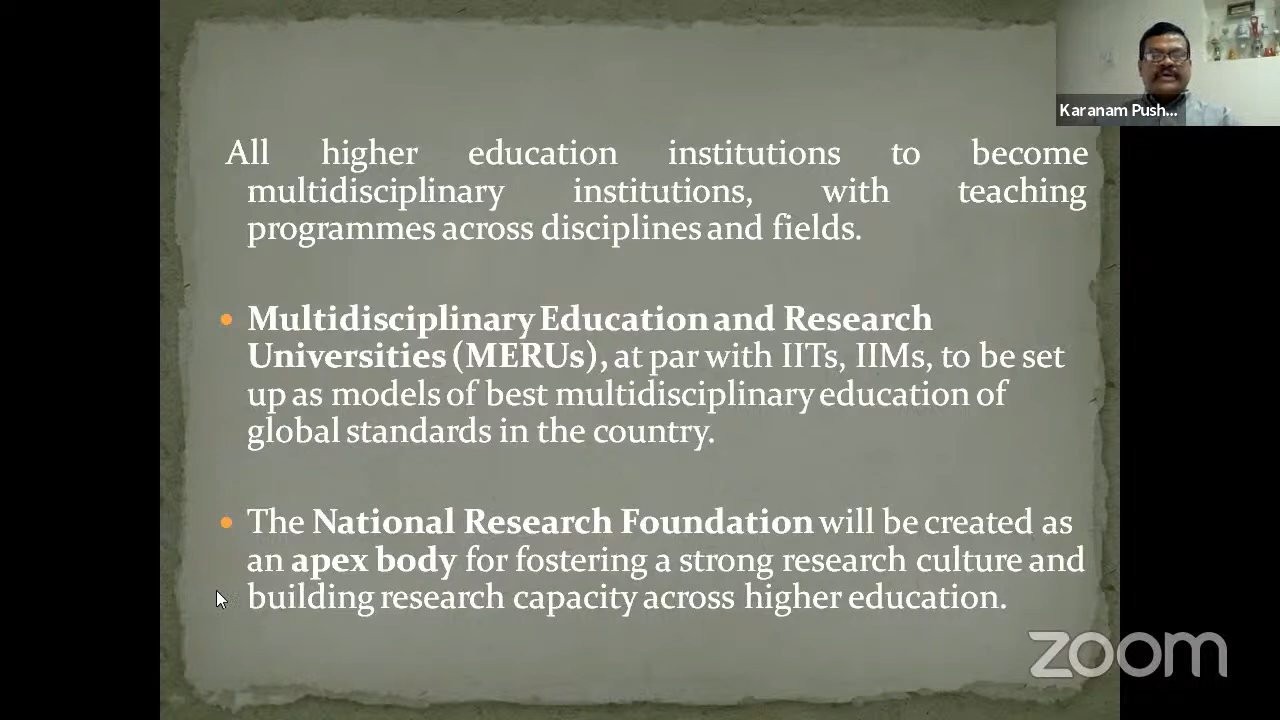 Karanam Push...
All higher education institutions to become
multidisciplinary institutions, with teaching
programmes across disciplines and fields.
• Multidisciplinary Education and Research
Universities (MERUs), at par with IITs, IIMs, to be set
up as models of best multidisciplinary education of
global standards in the country.
• The National Research Foundation will be created as
an apex body for fostering a strong research culture and
building research capacity across higher education.
zoom